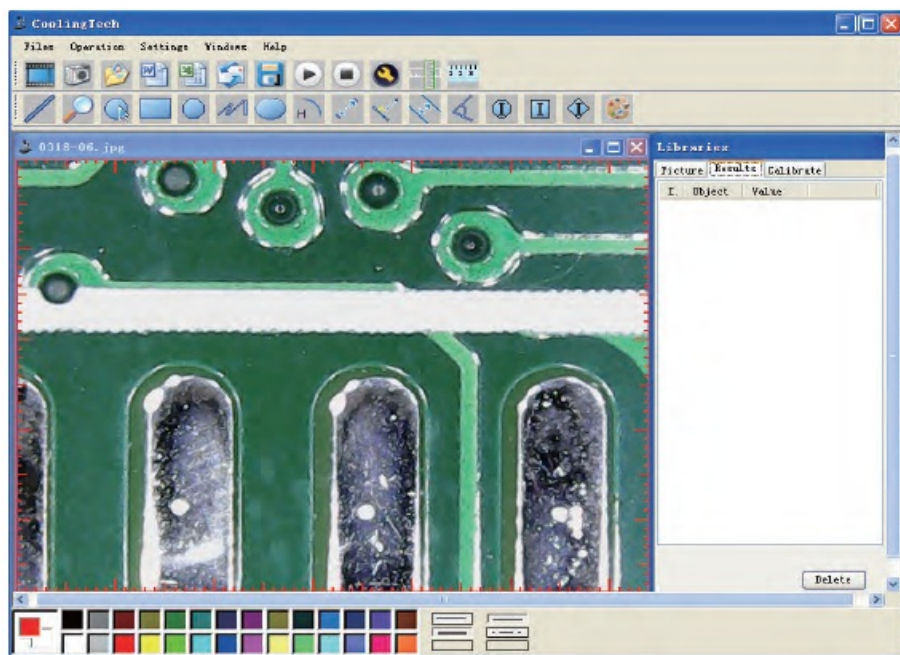 CoolingTech
Files Operation Settings Windows Help
0318-06.jpg
Libraries
Picture Results Calibrate
I. Object Value
Delete